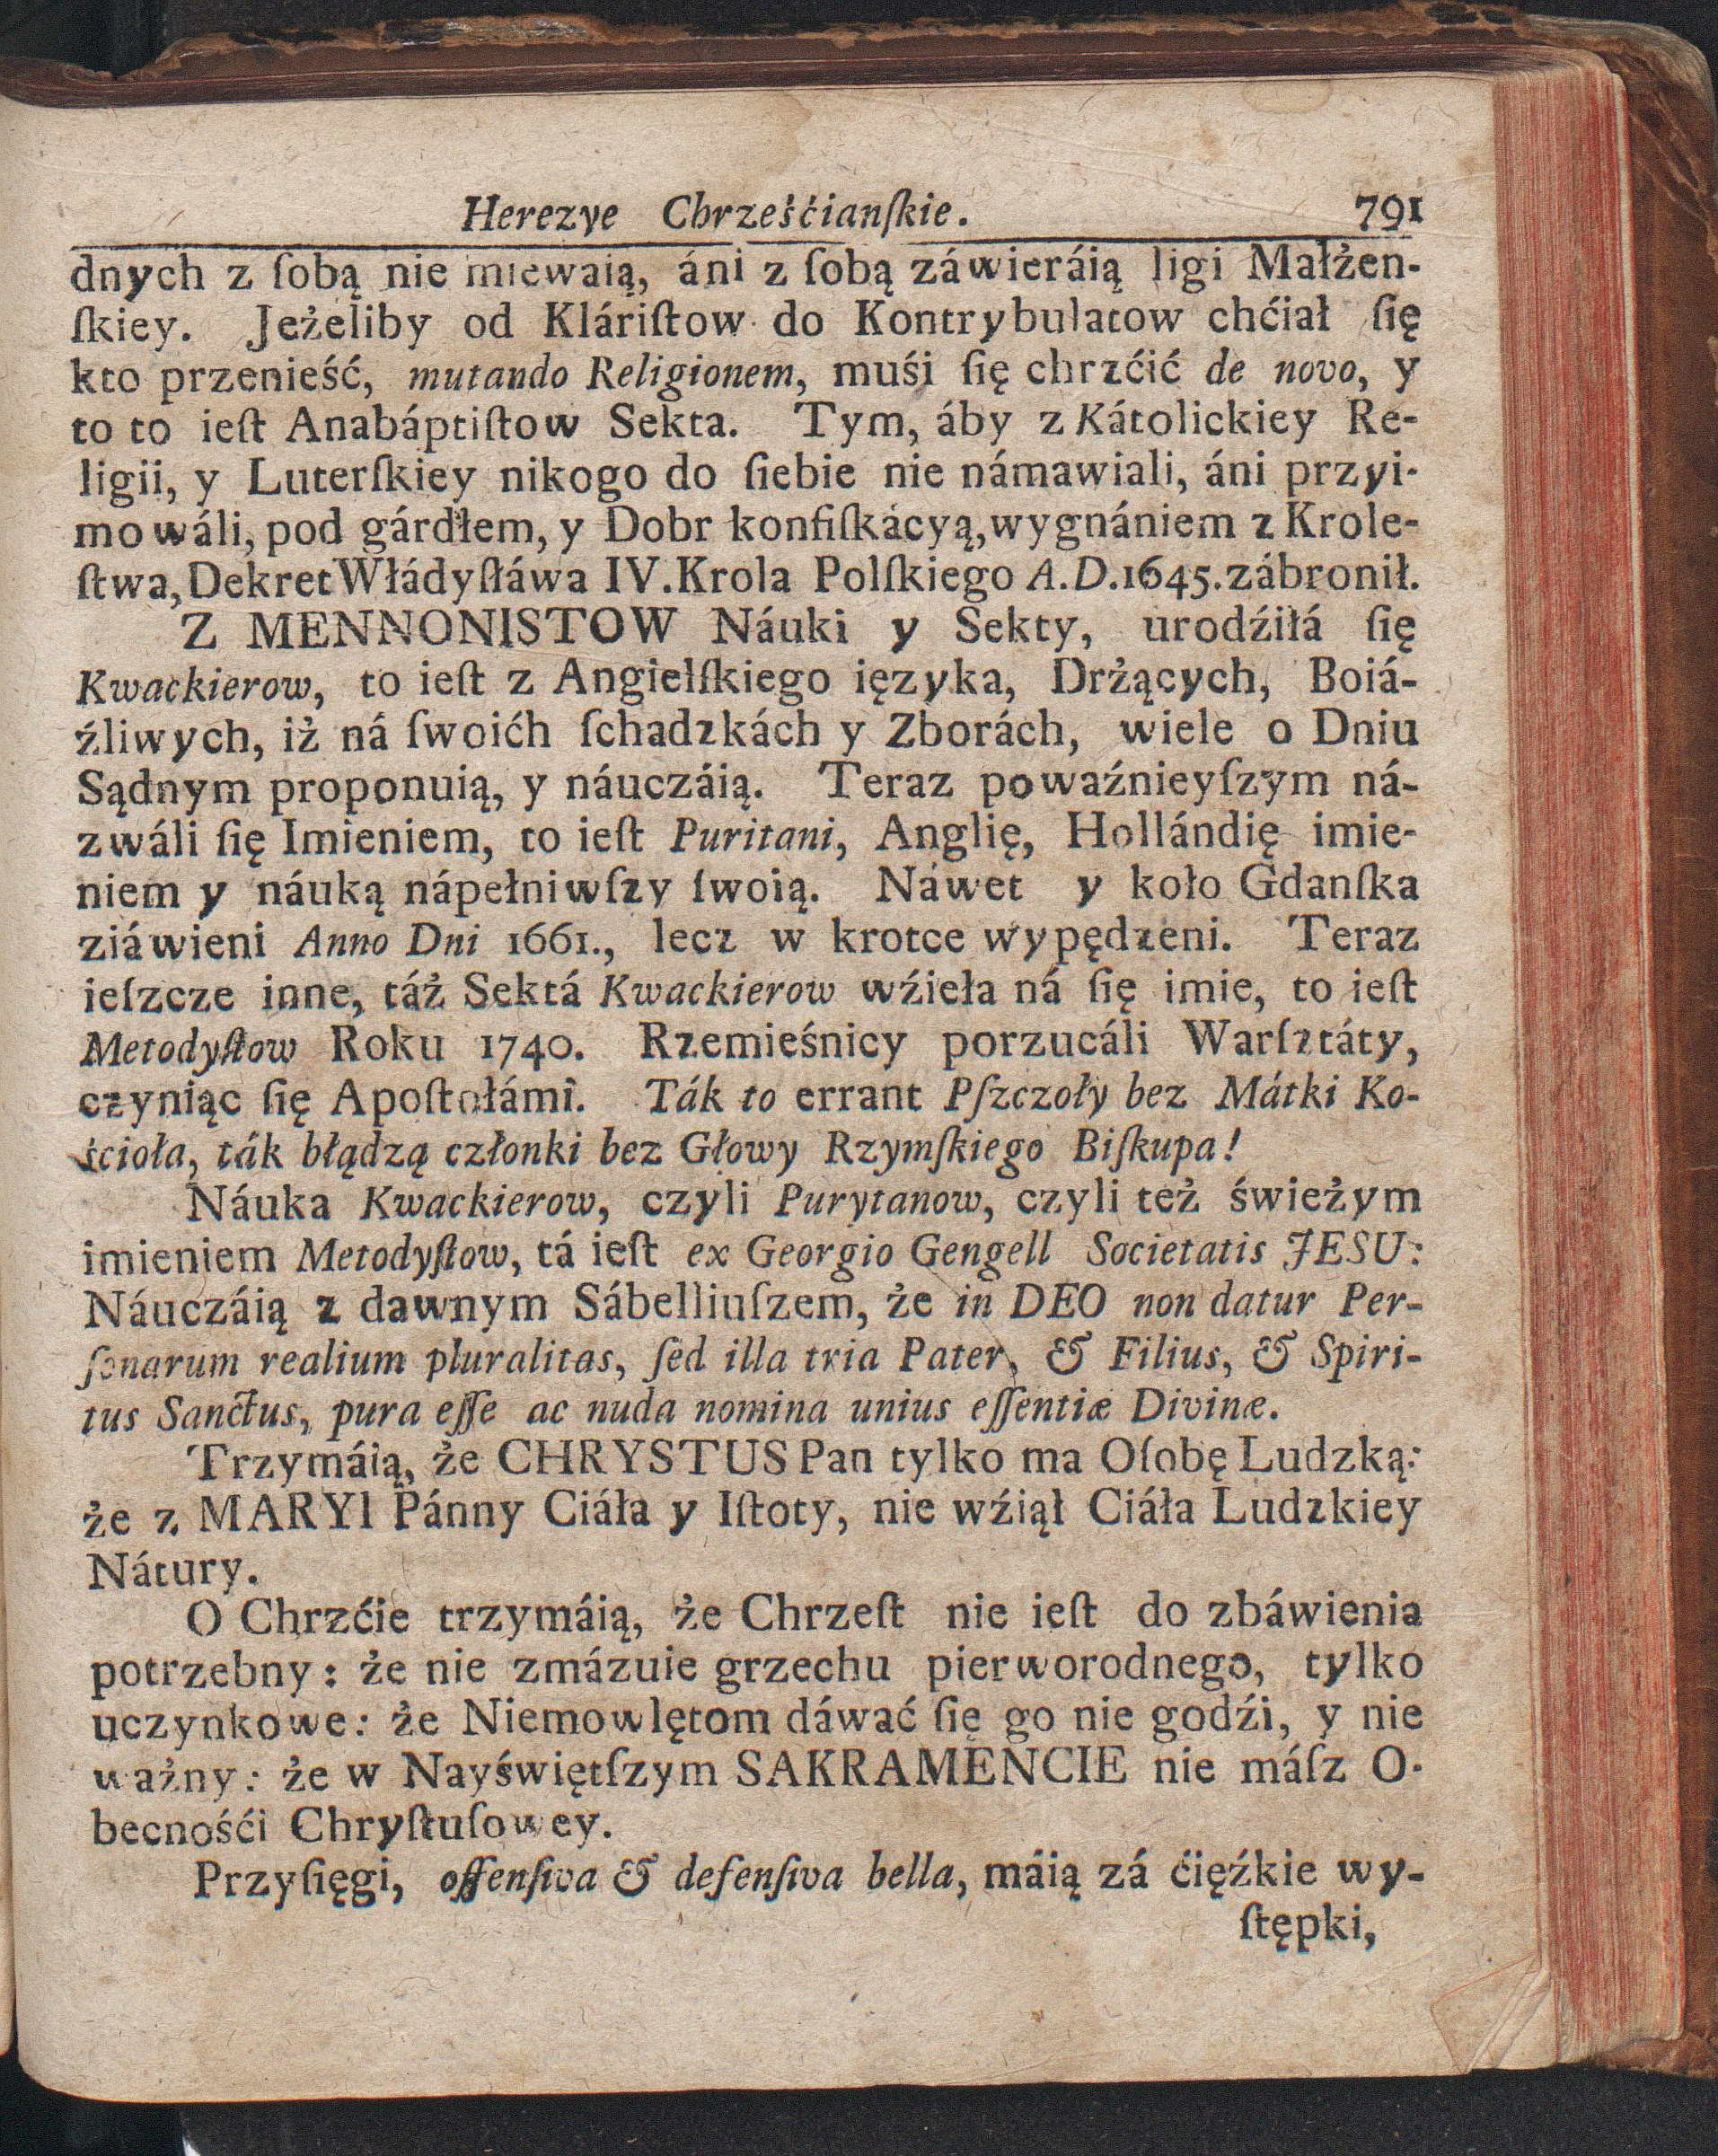 Herezye Chrześćianſkie. 791
dnych z ſobą nie miewaią, áni z ſobą záwieráią ligi Małżen-
ſkiey. Jeżeliby od Kláriſtow do Kontrybulatow chćiał ſię
kto przenieść, mutando Religionem, muśi ſię chrzćić de novo, y
to to ieſt Anabáptiſtow Sekta. Tym, áby z Kátolickiey Re-
ligii, y Luterſkiey nikogo do ſiebie nie námawiali, áni przyi-
mowáli, pod gárdłem, y Dobr konfiſkácyą, wygnániem z Krole-
ſtwa, Dekret Włádyſłáwa IV. Krola Polſkiego A.D. 1645. zábronił.
Z MENNONISTOW Náuki y Sekty, urodźiłá ſię
Kwackierow, to ieſt z Angielſkiego ięzyka, Drżących, Boiá-
źliwych, iż ná ſwoićh ſchadzkách y Zborách, wiele o Dniu
Sądnym proponuią, y náuczáią. Teraz poważnieyſzym ná-
zwáli ſię Imieniem, to ieſt Puritani, Anglię, Hollándię imie-
niem y náuką nápełniwſzy ſwoią. Náwet y koło Gdanſka
ziáwieni Anno Dni 1661., lecz w krotce wypędzeni. Teraz
ieſzcze inne, táż Sektá Kwackierow wźieła ná ſię imie, to ieſt
Metodyſtow Roku 1740. Rzemieśnicy porzucáli Warſztáty,
czyniąc ſię Apoſtołámi. Ták to errant Pſzczoły bez Mátki Ko-
ścioła, ták błądzą członki bez Głowy Rzymſkiego Biſkupa!
Náuka Kwackierow, czyli Purytanow, czyli też świeżym
imieniem Metodyſtow, tá ieſt ex Georgio Gengell Societatis JESU:
Náuczáią z dawnym Sábelliuſzem, że in DEO non datur Per-
ſonarum realium pluralitas, ſed illa tria Pater, & Filius, & Spiri-
tus Sanctus, pura eſſe ac nuda nomina unius eſſentiæ Divinæ.
Trzymáią, że CHRYSTUS Pan tylko ma Oſobę Ludzką:
że z MARYI Pánny Ciáła y Iſtoty, nie wźiął Ciáła Ludzkiey
Nátury.
O Chrzćie trzymáią, że Chrzeſt nie ieſt do zbáwienia
potrzebny: że nie zmázuie grzechu pierworodnego, tylko
uczynkowe: że Niemowlętom dáwać ſię go nie godźi, y nie
ważny: że w Nayświętſzym SAKRAMENCIE nie máſz O-
becnośći Chryſtuſowey.
Przyſięgi, offenſiva & defenſiva bella, máią zá ćięźkie wy-
ſtępki,